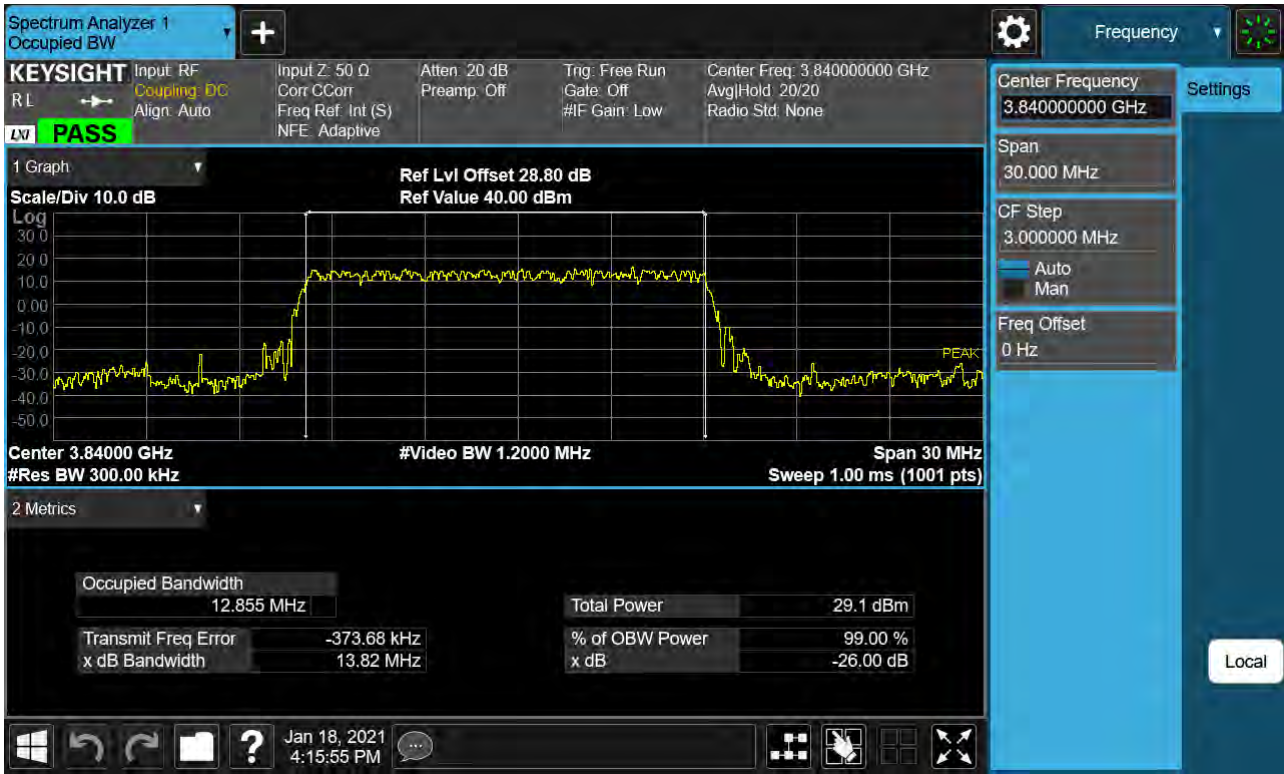 Spectrum Analyzer 1
Occupied BW
Frequency
KEYSIGHT
RL
LXI PASS
Input: RF
Coupling: DC
Align: Auto
Input Z: 50 Ω
Corr CCorr
Freq Ref: Int (S)
NFE: Adaptive
Atten: 20 dB
Preamp: Off
Trig: Free Run
Gate: Off
#IF Gain: Low
Center Freq: 3.840000000 GHz
Avg|Hold: 20/20
Radio Std: None
Center Frequency
3.840000000 GHz
Settings
Span
30.000 MHz
CF Step
3.000000 MHz
Auto
Man
Freq Offset
0 Hz
Local
1 Graph
Scale/Div 10.0 dB
Ref Lvl Offset 28.80 dB
Ref Value 40.00 dBm
Log
30.0
20.0
10.0
0.00
-10.0
-20.0
-30.0
-40.0
-50.0
PEAK
Center 3.84000 GHz
#Video BW 1.2000 MHz
Span 30 MHz
#Res BW 300.00 kHz
Sweep 1.00 ms (1001 pts)
2 Metrics
Occupied Bandwidth
12.855 MHz
Total Power 29.1 dBm
Transmit Freq Error -373.68 kHz
% of OBW Power 99.00 %
x dB Bandwidth 13.82 MHz
x dB -26.00 dB
?
Jan 18, 2021
4:15:55 PM